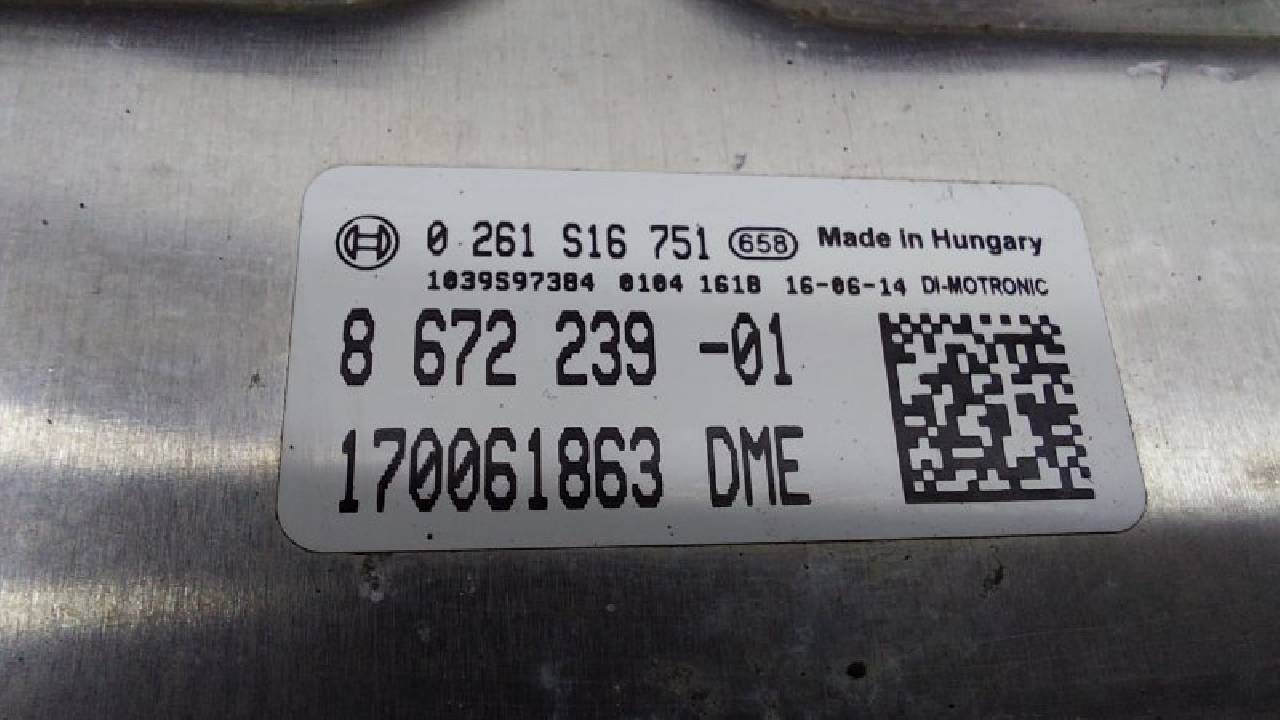 0 261 S16 751 658 Made in Hungary
1039S97384 0104 1618 16-06-14 DI-MOTRONIC
8 672 239 -01
170061863 DME